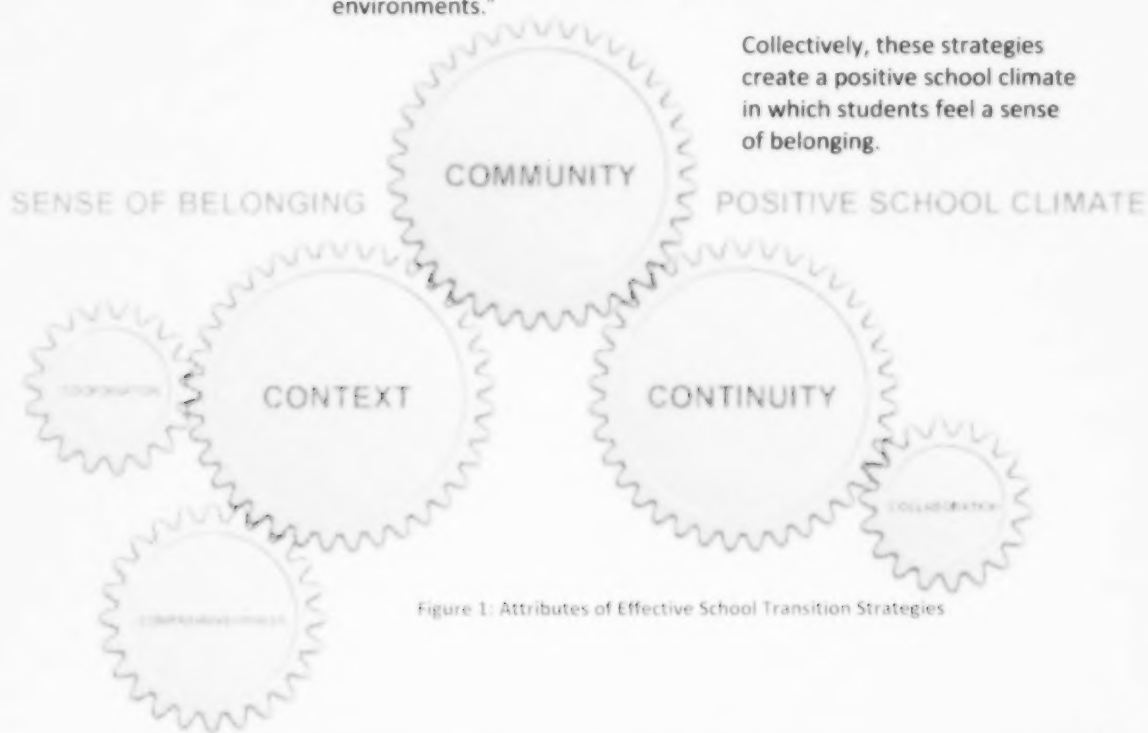 environments."
Collectively, these strategies
create a positive school climate
in which students feel a sense
of belonging.
COMMUNITY
SENSE OF BELONGING
POSITIVE SCHOOL CLIMATE
CONTEXT
CONTINUITY
COLLABORATION
Figure 1: Attributes of Effective School Transition Strategies